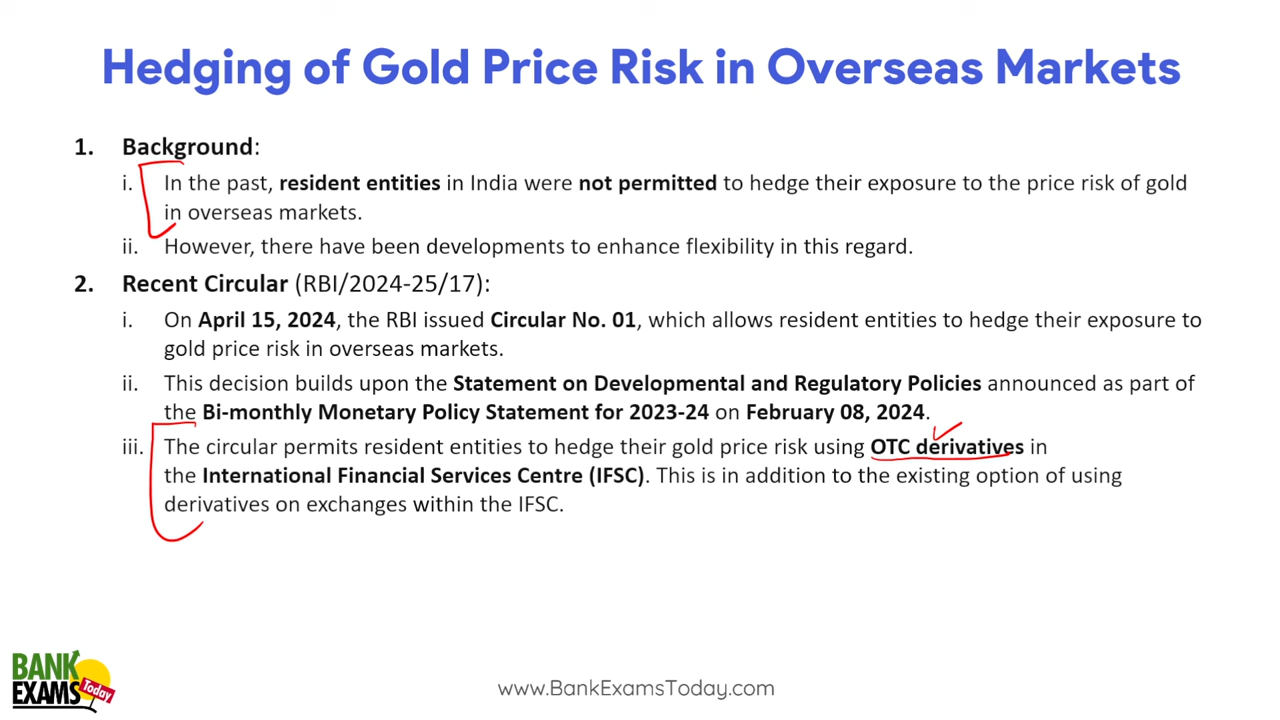 Hedging of Gold Price Risk in Overseas Markets
1. Background:
i. In the past, resident entities in India were not permitted to hedge their exposure to the price risk of gold
in overseas markets.
ii. However, there have been developments to enhance flexibility in this regard.
2. Recent Circular (RBI/2024-25/17):
i. On April 15, 2024, the RBI issued Circular No. 01, which allows resident entities to hedge their exposure to
gold price risk in overseas markets.
ii. This decision builds upon the Statement on Developmental and Regulatory Policies announced as part of
the Bi-monthly Monetary Policy Statement for 2023-24 on February 08, 2024.
iii. The circular permits resident entities to hedge their gold price risk using OTC derivatives in
the International Financial Services Centre (IFSC). This is in addition to the existing option of using
derivatives on exchanges within the IFSC.
BANK
EXAMS
Today
www.BankExamsToday.com